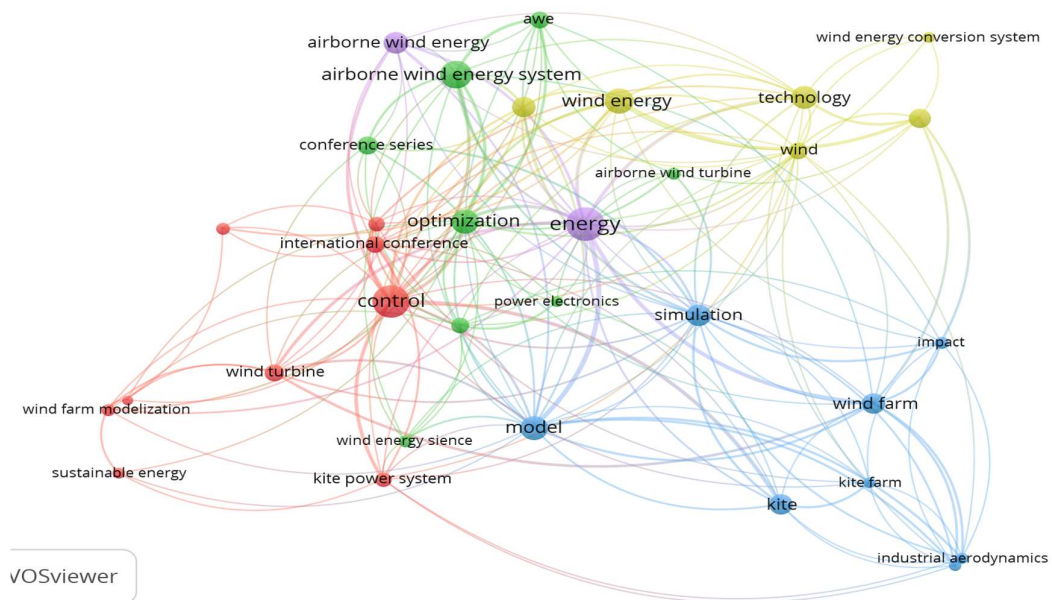 awe
airborne wind energy
wind energy conversion system
airborne wind energy system
wind energy
technology
conference series
wind
airborne wind turbine
optimization
energy
international conference
control
power electronics
simulation
impact
wind turbine
wind farm modelization
wind farm
model
wind energy sience
sustainable energy
kite power system
kite farm
kite
industrial aerodynamics
VOSviewer